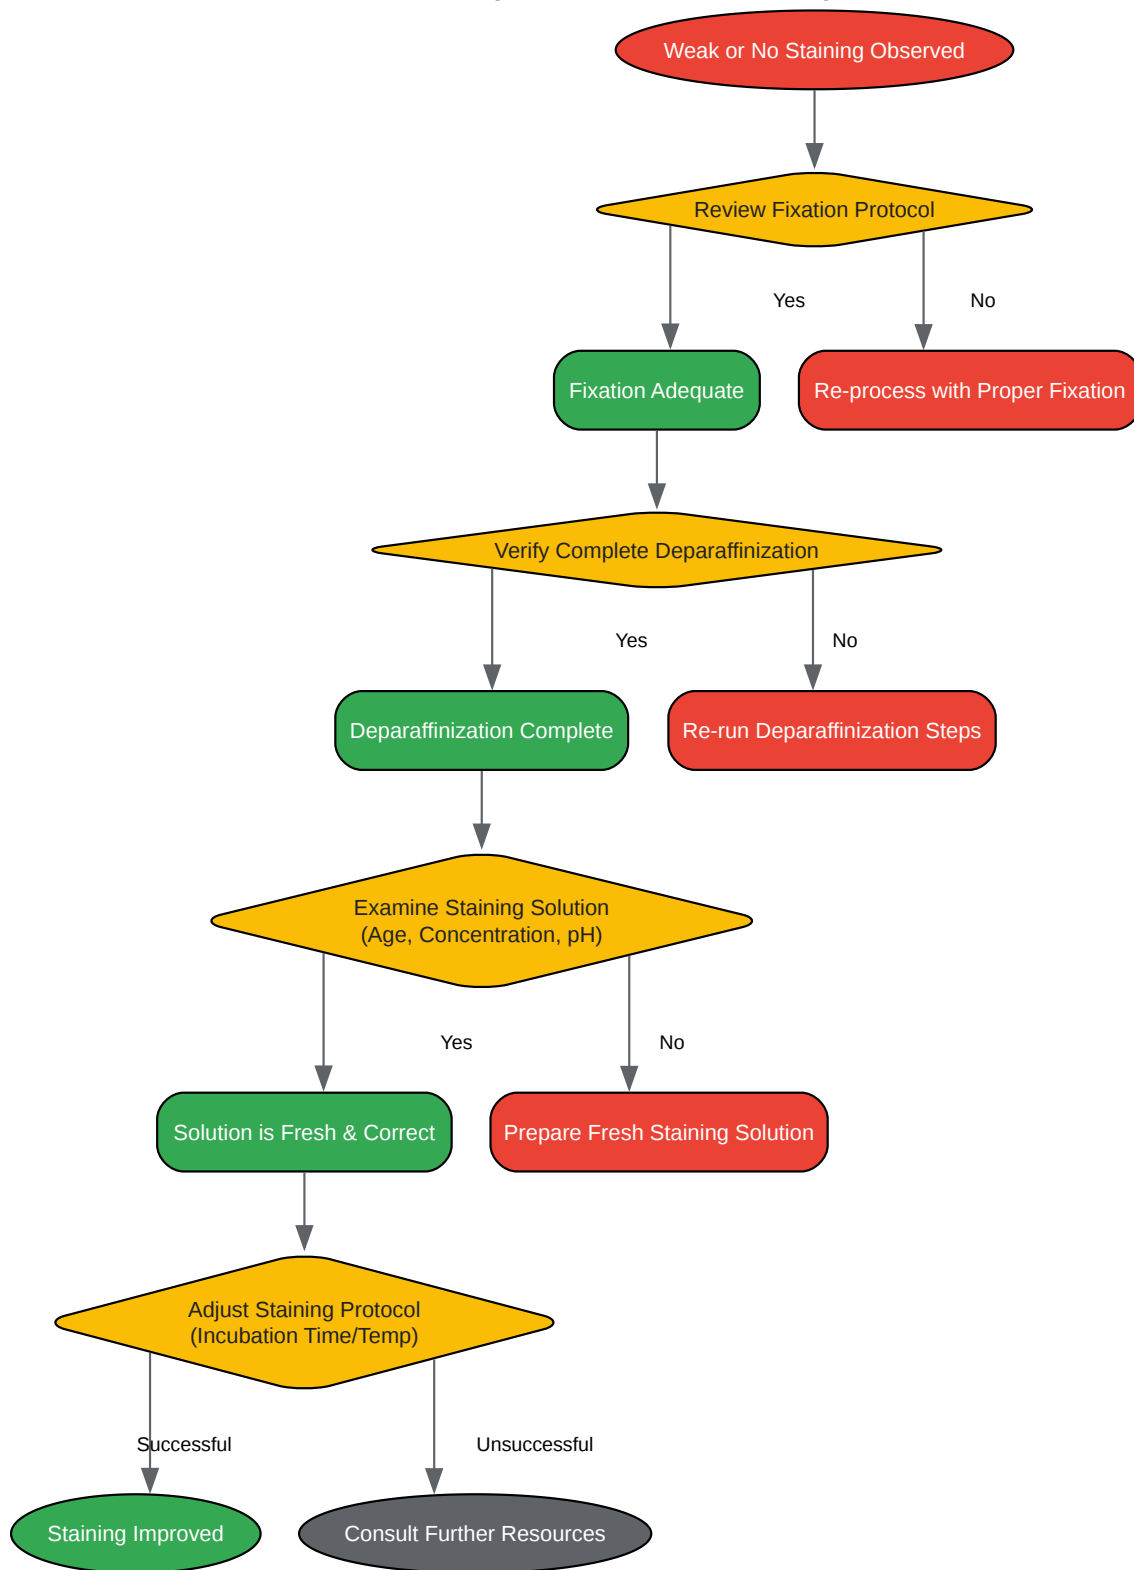 Weak or No Staining Observed
Review Fixation Protocol
Yes
No
Fixation Adequate
Re-process with Proper Fixation
Verify Complete Deparaffinization
Yes
No
Deparaffinization Complete
Re-run Deparaffinization Steps
Examine Staining Solution
(Age, Concentration, pH)
Yes
No
Solution is Fresh & Correct
Prepare Fresh Staining Solution
Adjust Staining Protocol
(Incubation Time/Temp)
Successful
Unsuccessful
Staining Improved
Consult Further Resources